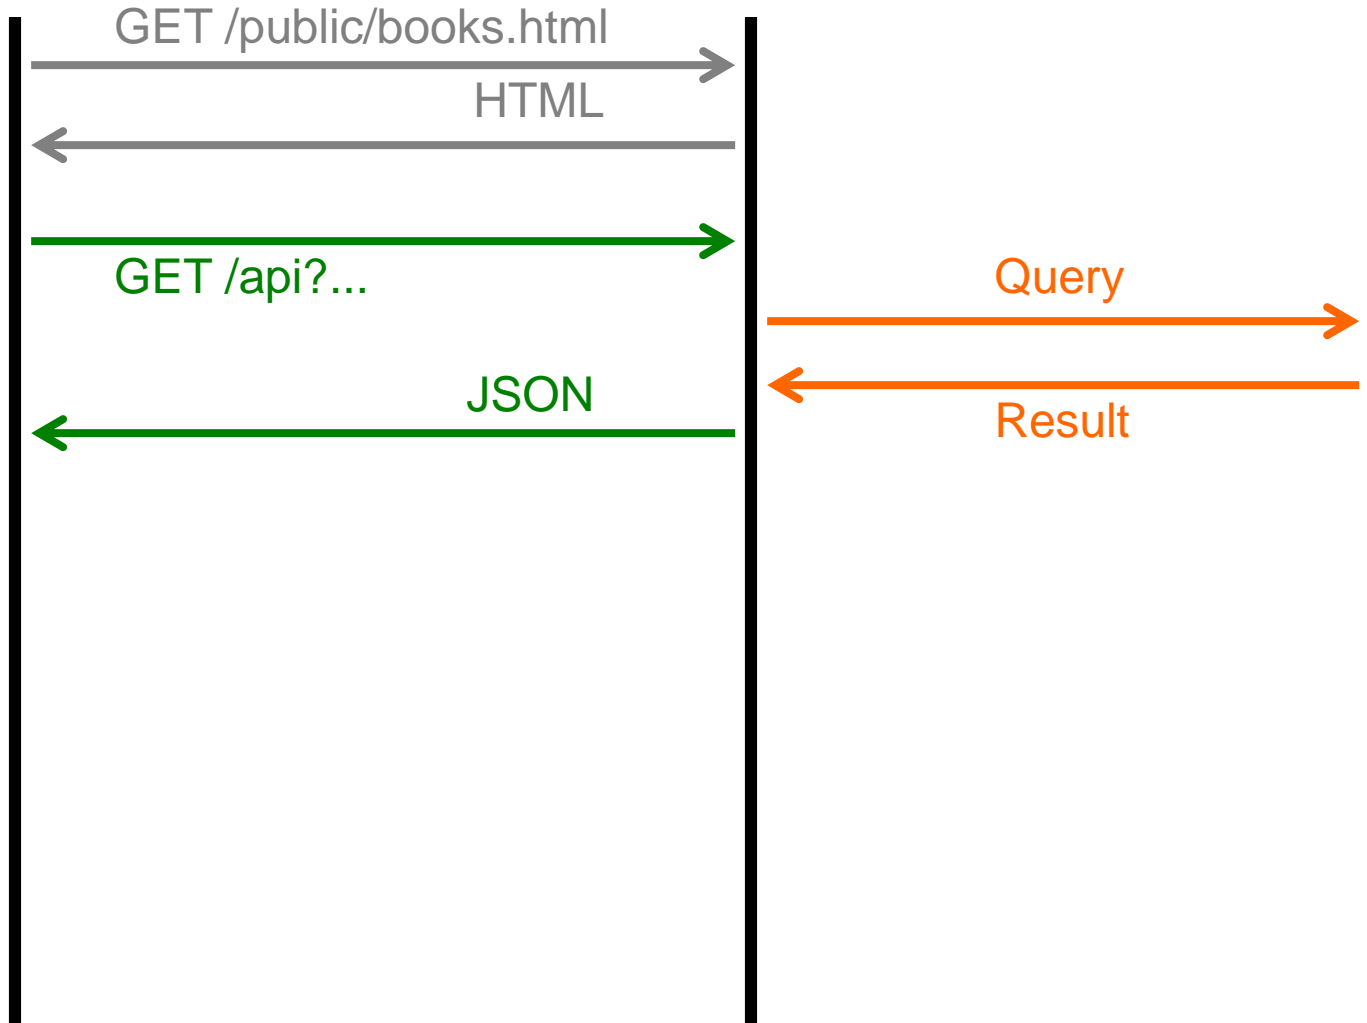 GET /public/books.html
HTML
GET /api?...
Query
JSON
Result